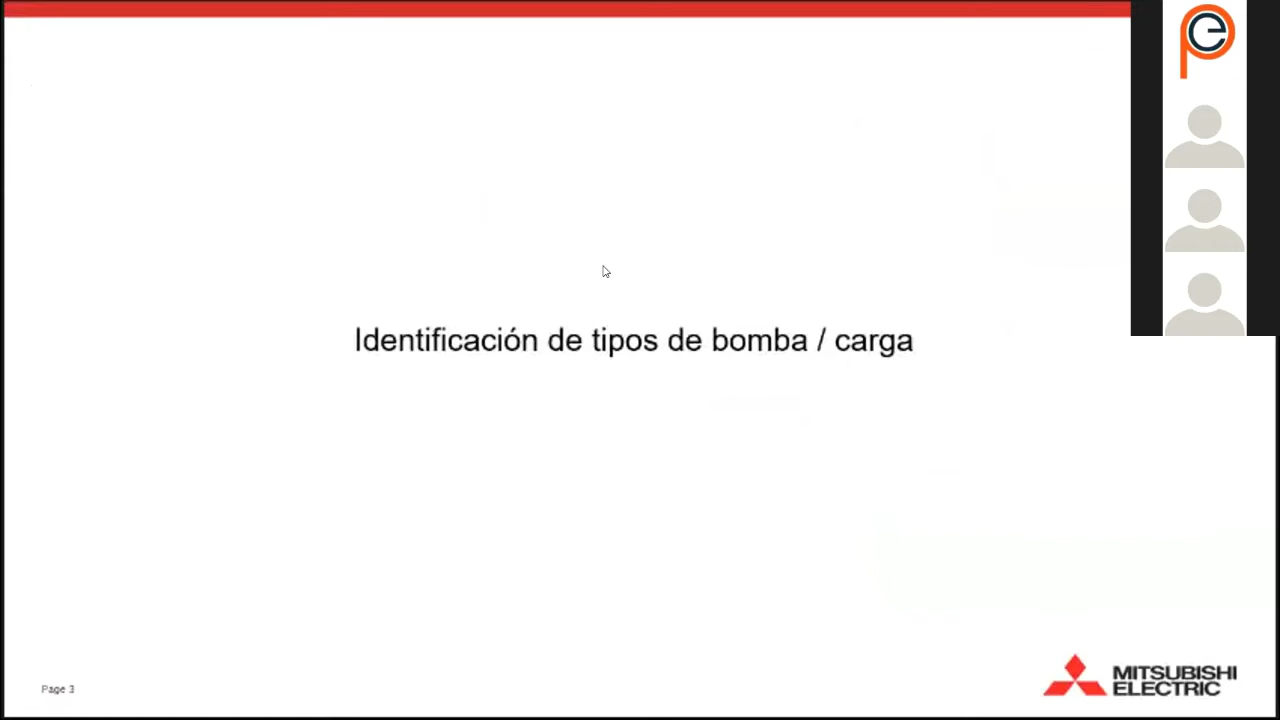 Identificación de tipos de bomba / carga
Page 3
MITSUBISHI
ELECTRIC